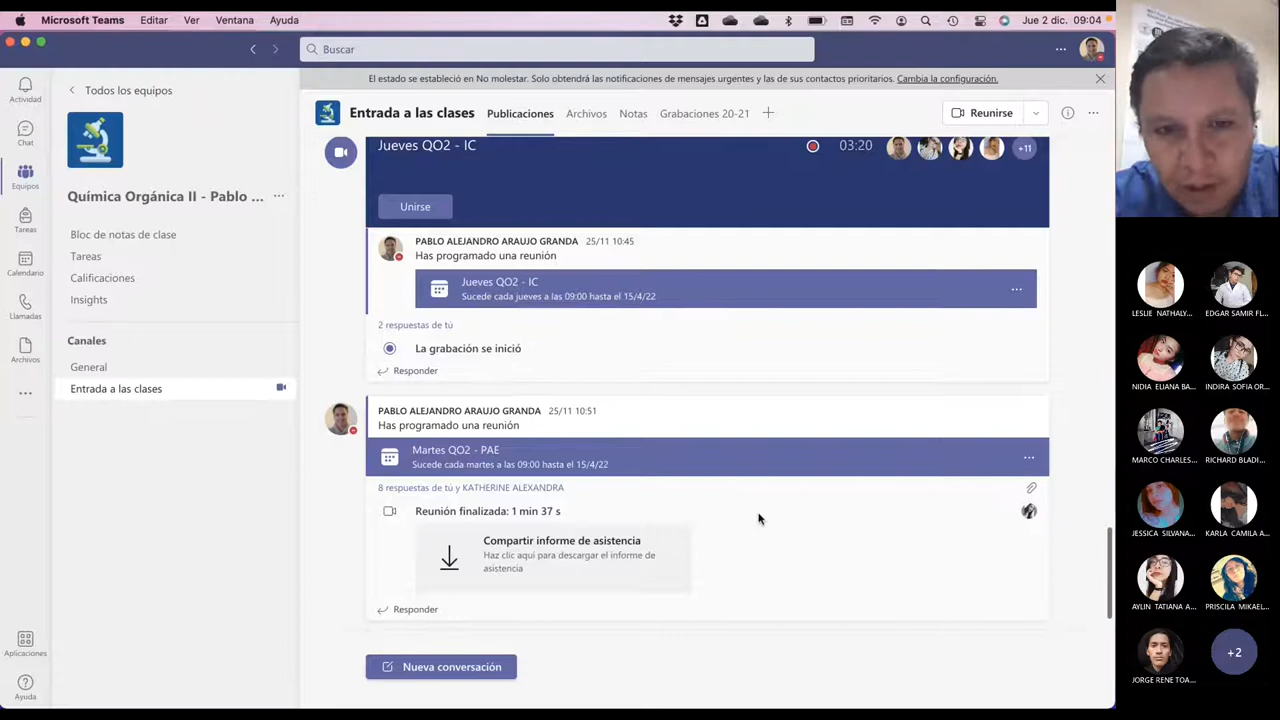 Microsoft Teams Editar Ver Ventana Ayuda
Jue 2 dic. 09:04
Buscar
El estado se estableció en No molestar. Solo obtendrá las notificaciones de mensajes urgentes y las de sus contactos prioritarios. Cambia la configuración.
Actividad
Chat
Equipos
Tareas
Calendario
Llamadas
Archivos
Aplicaciones
Ayuda
Todos los equipos
Química Orgánica II - Pablo ...
Bloc de notas de clase
Tareas
Calificaciones
Insights
Canales
General
Entrada a las clases
Entrada a las clases Publicaciones Archivos Notas Grabaciones 20-21
Reunirse
Jueves QO2 - IC
03:20
+11
Unirse
PABLO ALEJANDRO ARAUJO GRANDA 25/11 10:45
Has programado una reunión
Jueves QO2 - IC
Sucede cada jueves a las 09:00 hasta el 15/4/22
2 respuestas de tú
La grabación se inició
Responder
PABLO ALEJANDRO ARAUJO GRANDA 25/11 10:51
Has programado una reunión
Martes QO2 - PAE
Sucede cada martes a las 09:00 hasta el 15/4/22
8 respuestas de tú y KATHERINE ALEXANDRA
Reunión finalizada: 1 min 37 s
Compartir informe de asistencia
Haz clic aquí para descargar el informe de
asistencia
Responder
Nueva conversación
LESLIE NATHALY... EDGAR SAMIR FL...
NIDIA ELIANA BA... INDIRA SOFIA OR...
MARCO CHARLES... RICHARD BLADI...
JESSICA SILVANA... KARLA CAMILA A...
AYLIN TATIANA A... PRISCILA MIKAEL...
JORGE RENE TOA...
+2